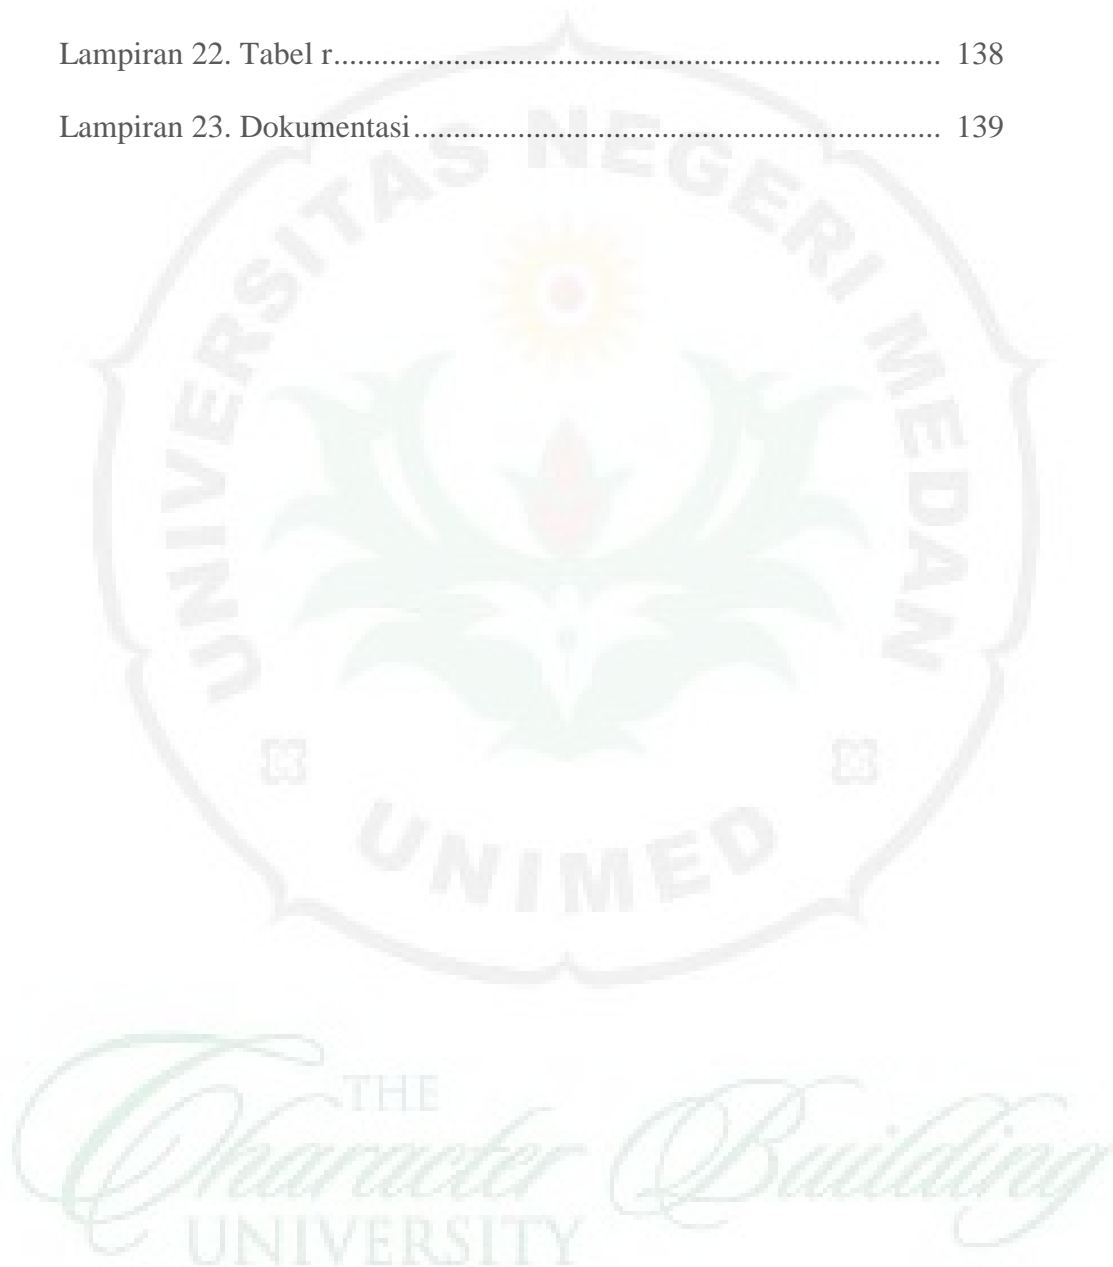 Lampiran 22. Tabel r................................................................ 138
Lampiran 23. Dokumentasi....................................................... 139
UNIVERSITAS NEGERI MEDAN
UNIMED
THE
Character Building
UNIVERSITY